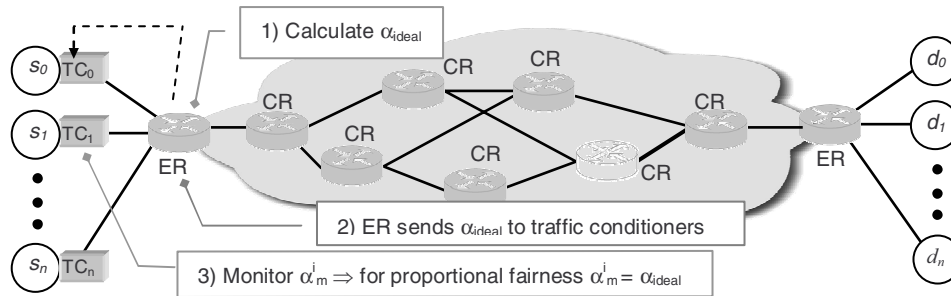 1) Calculate αideal
s0 TC0
CR
CR
CR
CR
d0
s1 TC1
CR
d1
ER
CR
CR
ER
2) ER sends αideal to traffic conditioners
sn TCn
3) Monitor αim ⇒ for proportional fairness αim = αideal
dn